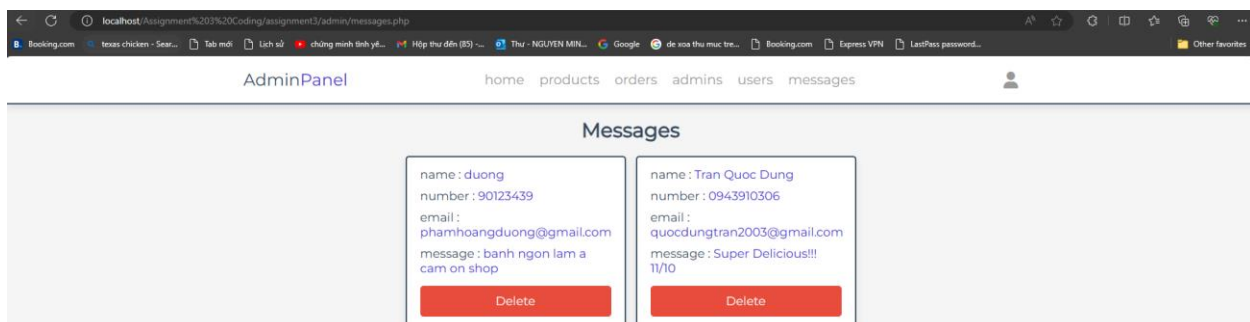 localhost/Assignment%203%20Coding/assignment3/admin/messages.php
B. Booking.com texas chicken - Sear... Tab mới Lịch sử chứng minh tình yê... Hộp thư đến (85) -... Thư - NGUYEN MIN... Google de xoa thu muc tre... Booking.com Express VPN LastPass password... Other favorites
AdminPanel home products orders admins users messages
Messages
name : duong
number : 90123439
email :
phamhoangduong@gmail.com
message : banh ngon lam a
cam on shop
Delete
name : Tran Quoc Dung
number : 0943910306
email :
quocdungtran2003@gmail.com
message : Super Delicious!!!
11/10
Delete